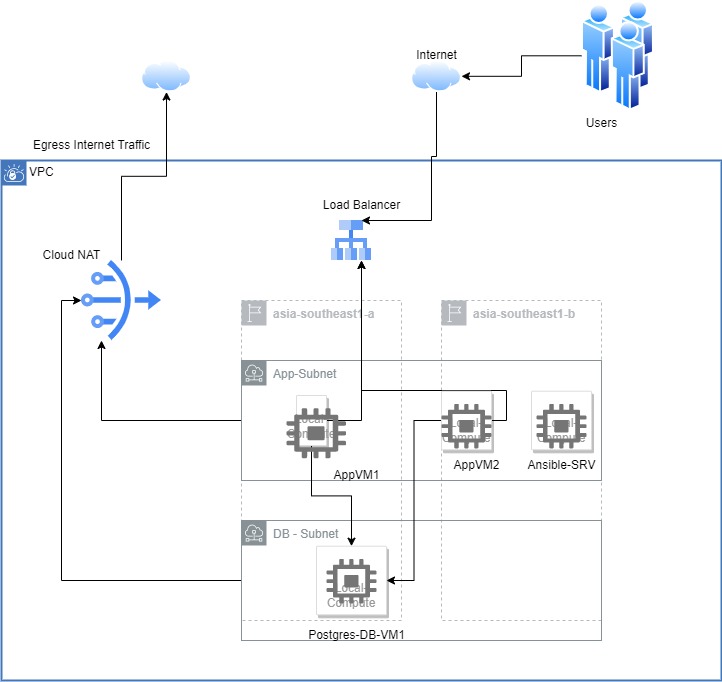 Internet
Users
Egress Internet Traffic
VPC
Load Balancer
Cloud NAT
asia-southeast1-a
asia-southeast1-b
App-Subnet
Local-
Compute
Local-
Compute
Local-
Compute
AppVM1
AppVM2
Ansible-SRV
DB - Subnet
Local-
Compute
Postgres-DB-VM1